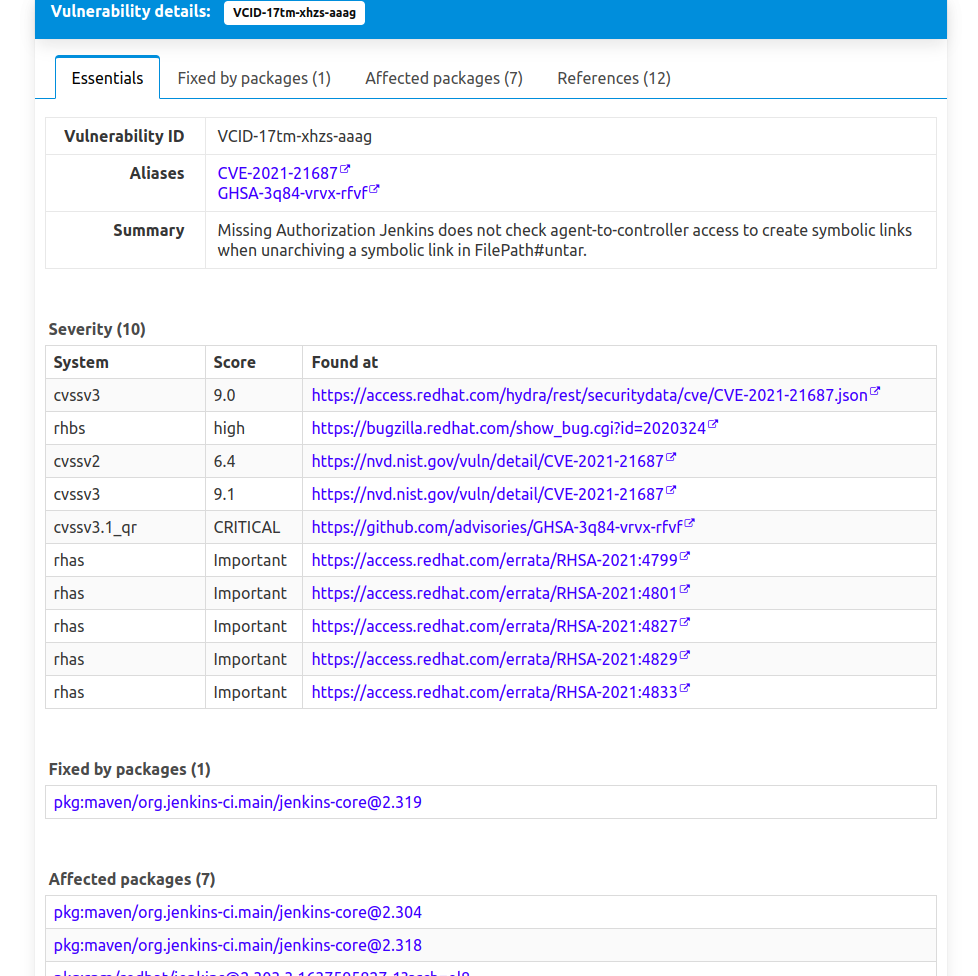 Vulnerability details: VCID-17tm-xhzs-aaag
Essentials Fixed by packages (1) Affected packages (7) References (12)
Vulnerability ID VCID-17tm-xhzs-aaag
Aliases CVE-2021-21687
GHSA-3q84-vrvx-rfvf
Summary Missing Authorization Jenkins does not check agent-to-controller access to create symbolic links
when unarchiving a symbolic link in FilePath#untar.
Severity (10)
System Score Found at
cvssv3 9.0 https://access.redhat.com/hydra/rest/securitydata/cve/CVE-2021-21687.json
rhbs high https://bugzilla.redhat.com/show_bug.cgi?id=2020324
cvssv2 6.4 https://nvd.nist.gov/vuln/detail/CVE-2021-21687
cvssv3 9.1 https://nvd.nist.gov/vuln/detail/CVE-2021-21687
cvssv3.1_qr CRITICAL https://github.com/advisories/GHSA-3q84-vrvx-rfvf
rhas Important https://access.redhat.com/errata/RHSA-2021:4799
rhas Important https://access.redhat.com/errata/RHSA-2021:4801
rhas Important https://access.redhat.com/errata/RHSA-2021:4827
rhas Important https://access.redhat.com/errata/RHSA-2021:4829
rhas Important https://access.redhat.com/errata/RHSA-2021:4833
Fixed by packages (1)
pkg:maven/org.jenkins-ci.main/jenkins-core@2.319
Affected packages (7)
pkg:maven/org.jenkins-ci.main/jenkins-core@2.304
pkg:maven/org.jenkins-ci.main/jenkins-core@2.318